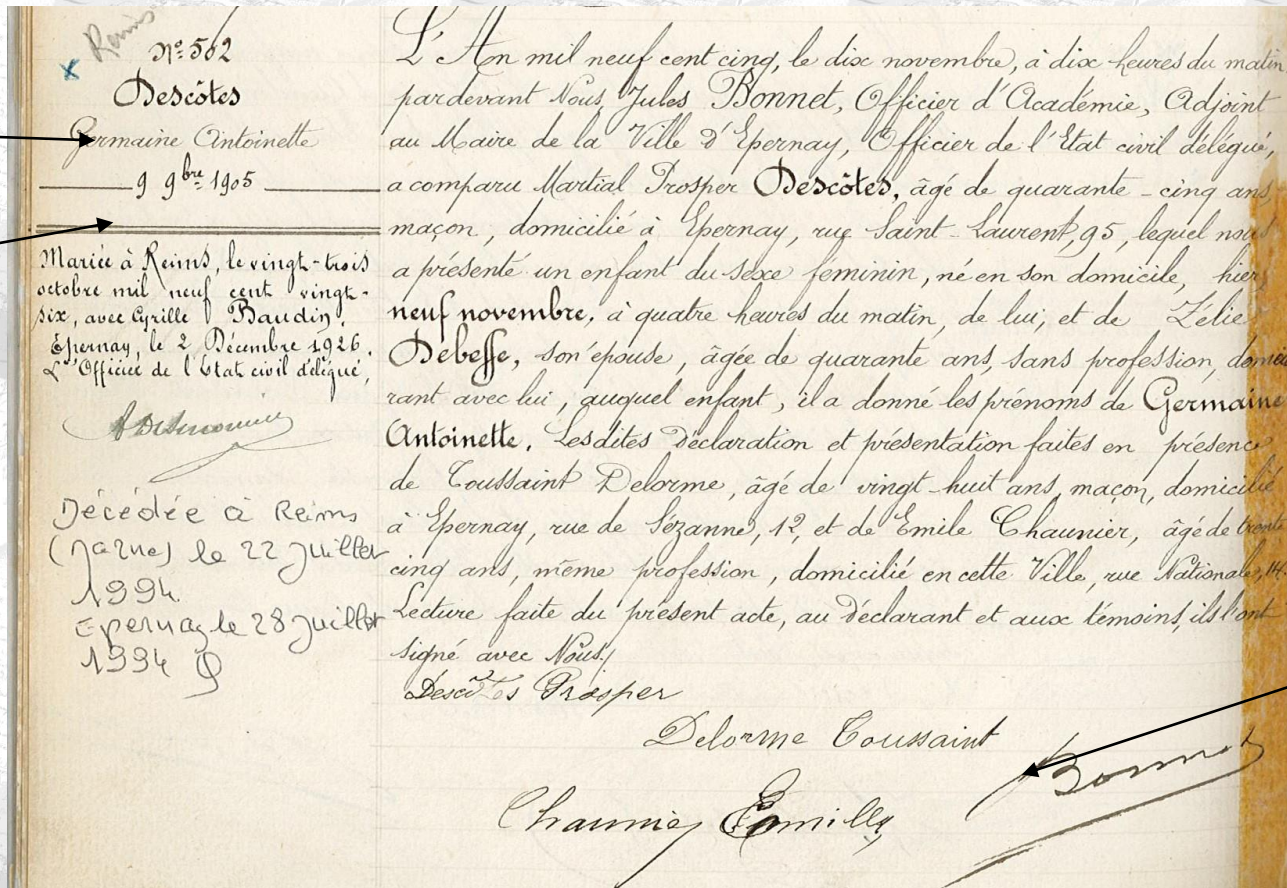 Reims
Nº 502
Descôtes
Germaine Antoinette
9 9bre 1905
Mariée à Reims, le vingt-trois
octobre mil neuf cent vingt-
six, avec Cyrille Baudin.
Epernay, le 2 Décembre 1926.
L'Officier de l'Etat civil délégué,
Décédée à Reims
(Marne) le 22 Juillet
1994.
Epernay le 28 Juillet
1994
L'An mil neuf cent cinq, le dix novembre, à dix heures du matin
pardevant Nous, Jules Bonnet, Officier d'Académie, Adjoint
au Maire de la Ville d'Epernay, Officier de l'Etat civil délégué,
a comparu Martial Prosper Descôtes, âgé de quarante-cinq ans,
maçon, domicilié à Epernay, rue Saint-Laurent, 95, lequel nous
a présenté un enfant du sexe féminin, né en son domicile, hier,
neuf novembre, à quatre heures du matin, de lui, et de Zélie
Debesse, son épouse, âgée de quarante ans, sans profession, demeu
rant avec lui, auquel enfant, il a donné les prénoms de Germaine
Antoinette. Lesdites déclaration et présentation faites en présence
de Toussaint Delorme, âgé de vingt-huit ans, maçon, domicilié
à Epernay, rue de Sézanne, 12, et de Emile Chaunier, âgé de trente
cinq ans, même profession, domicilié en cette Ville, rue Nationale, 14.
Lecture faite du présent acte, au déclarant et aux témoins, ils l'ont
signé avec Nous./
Descôtes Prosper
Delorme Toussaint
Bonnet
Chaunier Emille